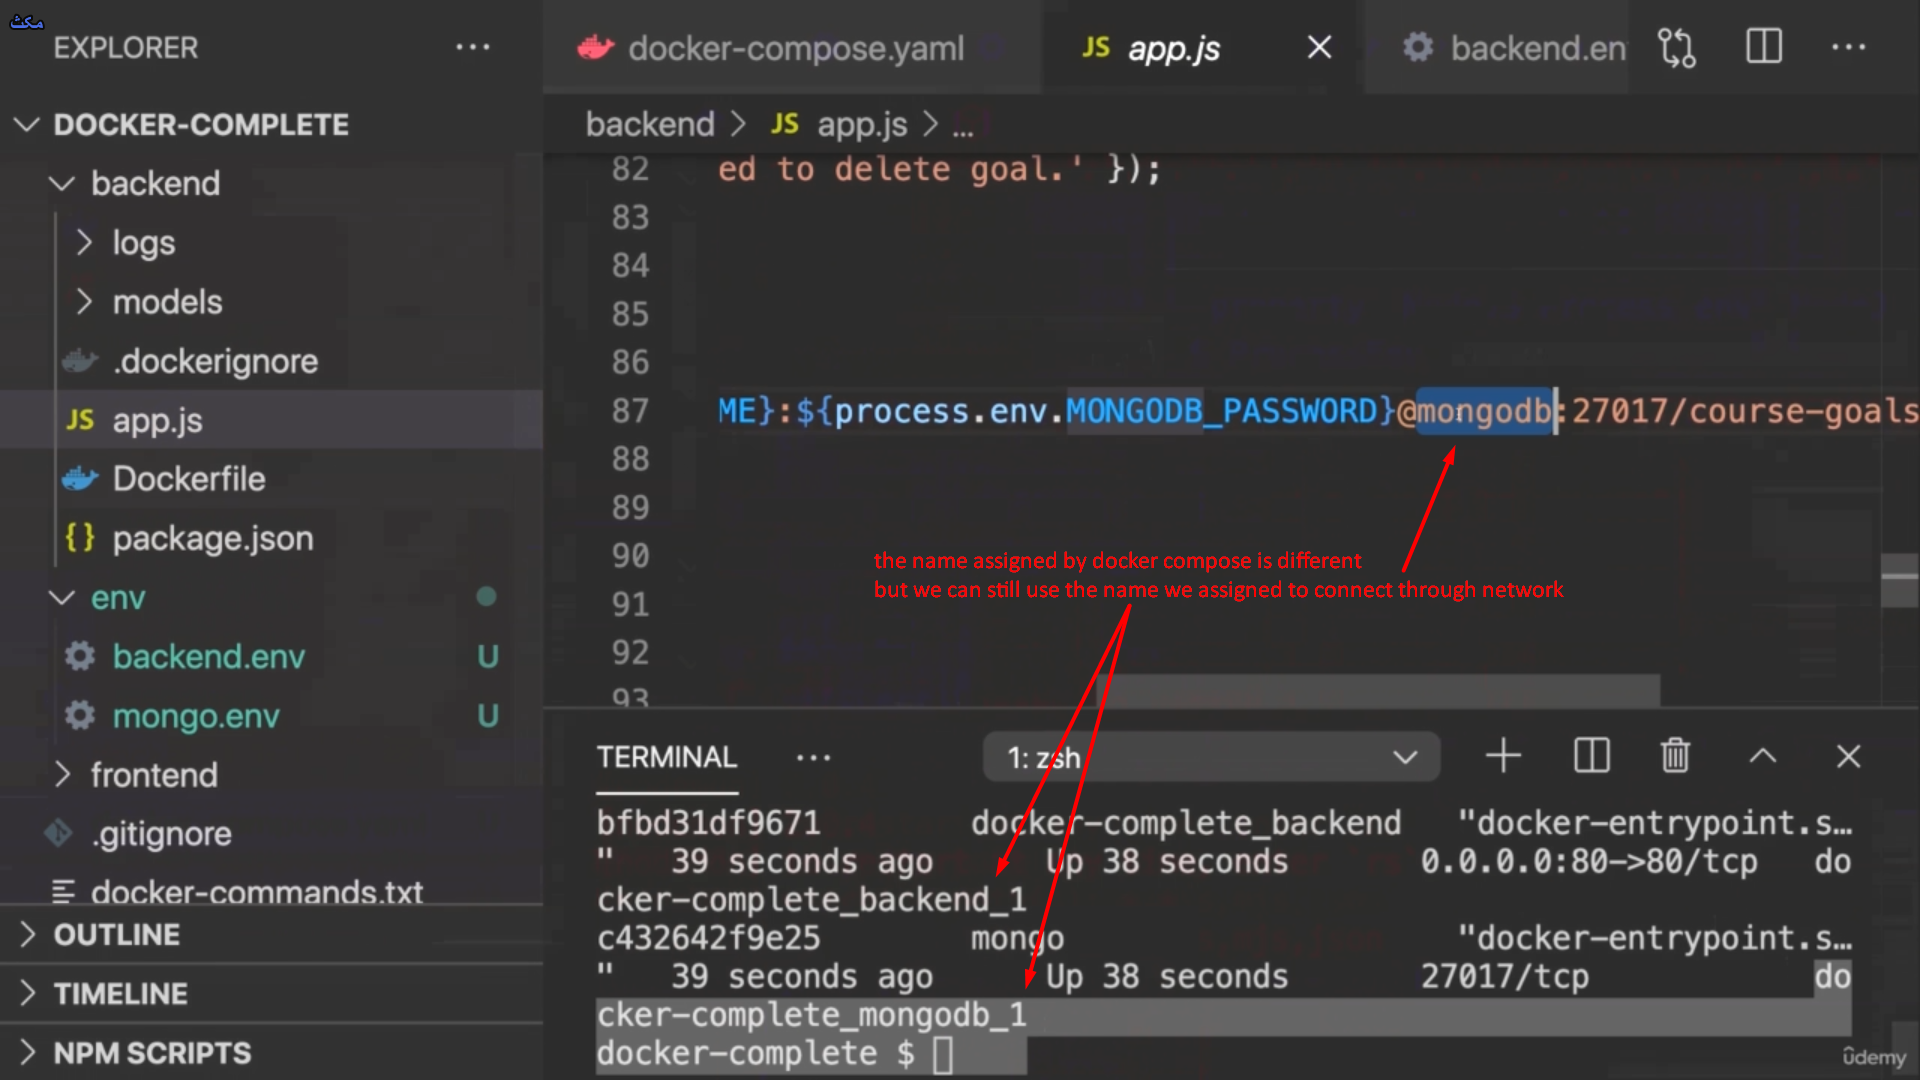 مكث
EXPLORER ...
DOCKER-COMPLETE
backend
logs
models
.dockerignore
JS app.js
Dockerfile
{} package.json
env
backend.env U
mongo.env U
frontend
.gitignore
docker-commands.txt
OUTLINE
TIMELINE
NPM SCRIPTS
docker-compose.yaml
JS app.js
backend.en
...
backend > JS app.js > ...
82 ed to delete goal.' });
83
84
85
86
87 ME}:${process.env.MONGODB_PASSWORD}@mongodb:27017/course-goals
88
89
90
91
92
93
the name assigned by docker compose is different
but we can still use the name we assigned to connect through network
TERMINAL ... 1: zsh
bfbd31df9671 docker-complete_backend "docker-entrypoint.s…
" 39 seconds ago Up 38 seconds 0.0.0.0:80->80/tcp do
cker-complete_backend_1
c432642f9e25 mongo "docker-entrypoint.s…
" 39 seconds ago Up 38 seconds 27017/tcp do
cker-complete_mongodb_1
docker-complete $
ûdemy